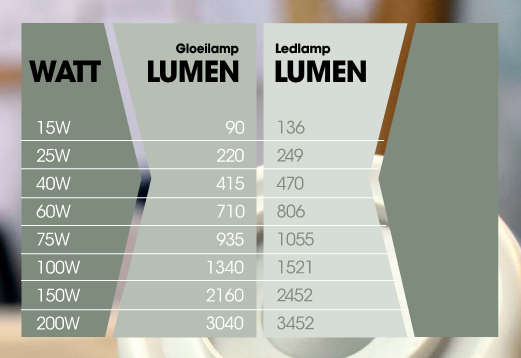 Gloeilamp Ledlamp
WATT LUMEN LUMEN
15W 90 136
25W 220 249
40W 415 470
60W 710 806
75W 935 1055
100W 1340 1521
150W 2160 2452
200W 3040 3452